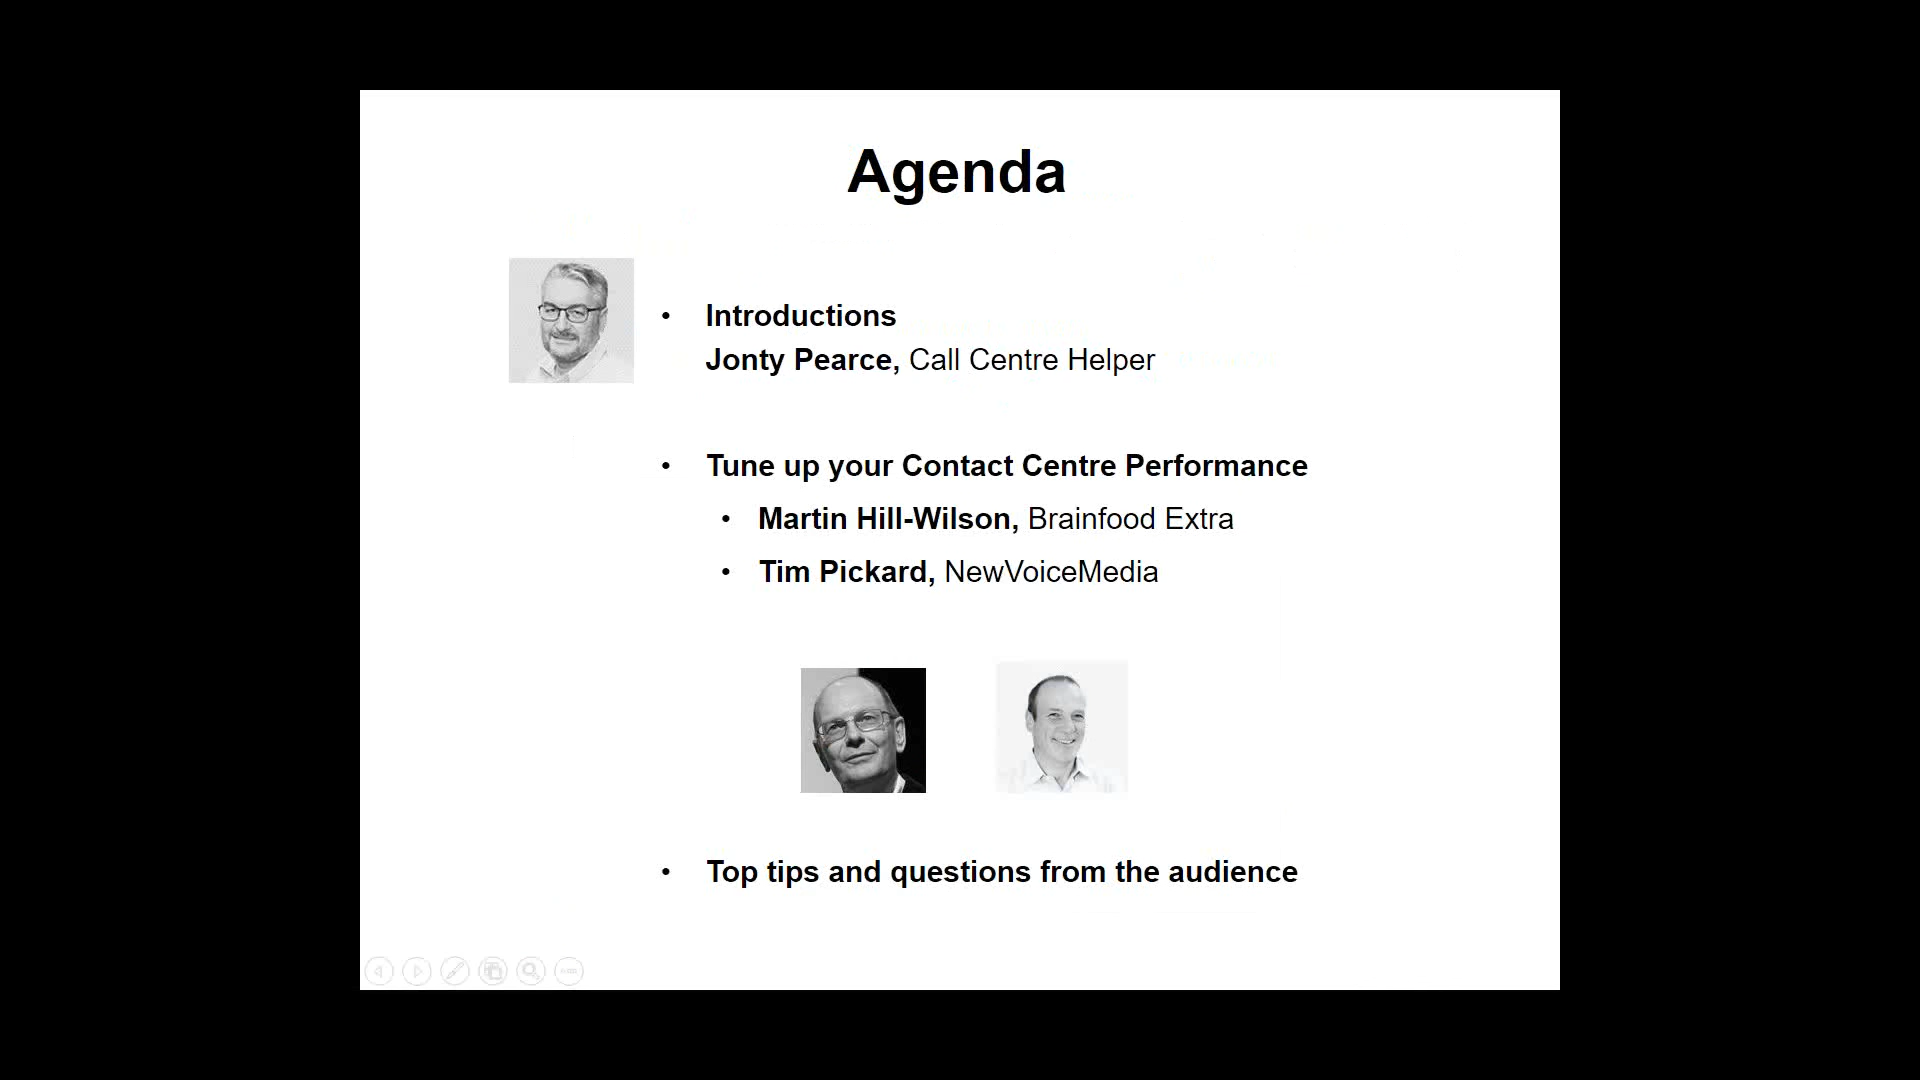 Agenda
• Introductions
Jonty Pearce, Call Centre Helper
• Tune up your Contact Centre Performance
• Martin Hill-Wilson, Brainfood Extra
• Tim Pickard, NewVoiceMedia
• Top tips and questions from the audience